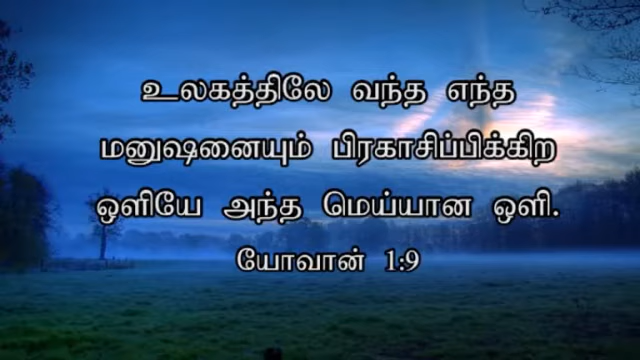 உலகத்திலே வந்த எந்த
மனுஷனையும் பிரகாசிப்பிக்கிற
ஒளியே அந்த மெய்யான ஒளி.
யோவான் 1:9